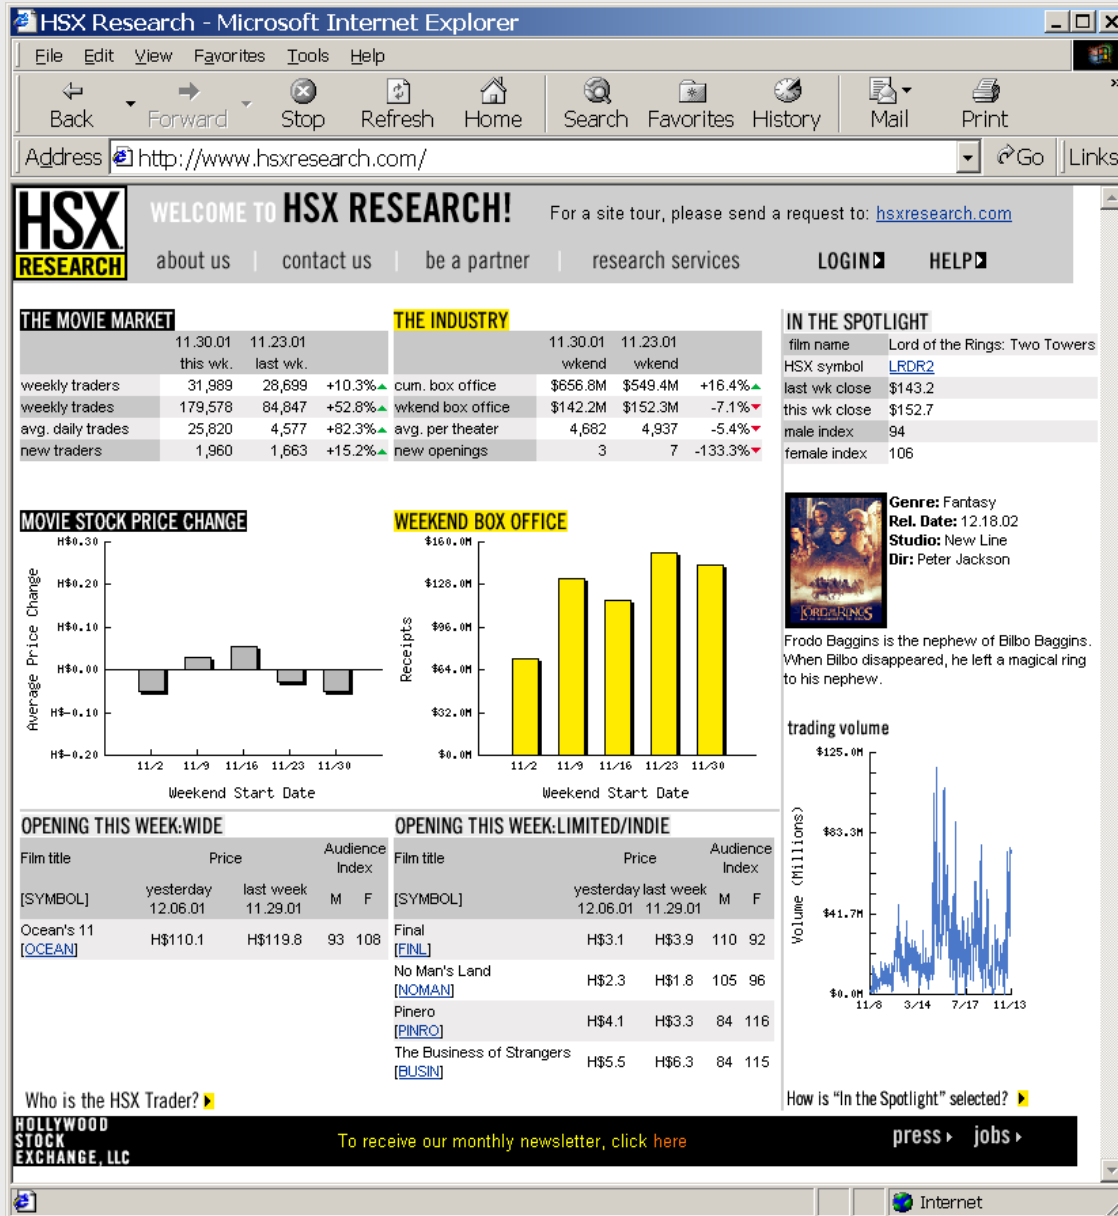 HSX Research - Microsoft Internet Explorer
File Edit View Favorites Tools Help
Back Forward Stop Refresh Home Search Favorites History Mail Print
Address http://www.hsxresearch.com/ Go Links
HSX RESEARCH
WELCOME TO HSX RESEARCH! For a site tour, please send a request to: hsxresearch.com
about us | contact us | be a partner | research services LOGIN HELP
THE MOVIE MARKET
11.30.01 11.23.01
this wk. last wk.
weekly traders 31,989 28,699 +10.3%
weekly trades 179,578 84,847 +52.8%
avg. daily trades 25,820 4,577 +82.3%
new traders 1,960 1,663 +15.2%
THE INDUSTRY
11.30.01 11.23.01
wkend wkend
cum. box office $656.8M $549.4M +16.4%
wkend box office $142.2M $152.3M -7.1%
avg. per theater 4,682 4,937 -5.4%
new openings 3 7 -133.3%
IN THE SPOTLIGHT
film name Lord of the Rings: Two Towers
HSX symbol LRDR2
last wk close $143.2
this wk close $152.7
male index 94
female index 106
Genre: Fantasy
Rel. Date: 12.18.02
Studio: New Line
Dir: Peter Jackson
Frodo Baggins is the nephew of Bilbo Baggins.
When Bilbo disappeared, he left a magical ring
to his nephew.
MOVIE STOCK PRICE CHANGE
H$0.30
H$0.20
H$0.10
H$0.00
H$-0.10
H$-0.20
Average Price Change
11/2 11/9 11/16 11/23 11/30
Weekend Start Date
WEEKEND BOX OFFICE
$160.0M
$128.0M
$96.0M
$64.0M
$32.0M
$0.0M
Receipts
11/2 11/9 11/16 11/23 11/30
Weekend Start Date
trading volume
$125.0M
$83.3M
$41.7M
$0.0M
Volume (Millions)
11/8 3/14 7/17 11/13
OPENING THIS WEEK:WIDE
Film title Price Audience Index
[SYMBOL] yesterday 12.06.01 last week 11.29.01 M F
Ocean's 11
[OCEAN] H$110.1 H$119.8 93 108
OPENING THIS WEEK:LIMITED/INDIE
Film title Price Audience Index
[SYMBOL] yesterday 12.06.01 last week 11.29.01 M F
Final
[FINL] H$3.1 H$3.9 110 92
No Man's Land
[NOMAN] H$2.3 H$1.8 105 96
Pinero
[PINRO] H$4.1 H$3.3 84 116
The Business of Strangers
[BUSIN] H$5.5 H$6.3 84 115
Who is the HSX Trader?
How is "In the Spotlight" selected?
HOLLYWOOD
STOCK
EXCHANGE, LLC
To receive our monthly newsletter, click here
press jobs
Internet